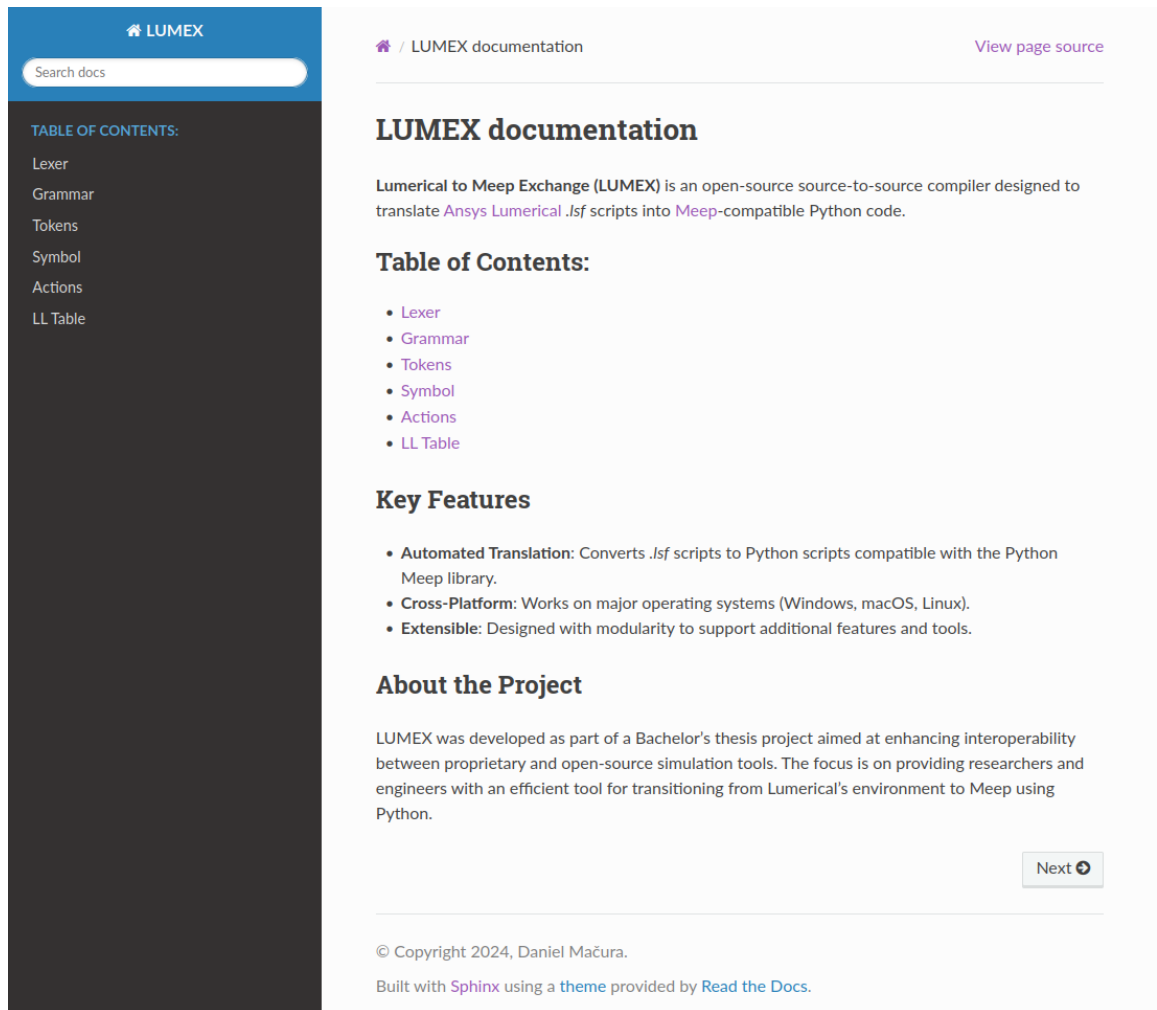 LUMEX
Search docs
TABLE OF CONTENTS:
Lexer
Grammar
Tokens
Symbol
Actions
LL Table
/ LUMEX documentation
View page source
LUMEX documentation
Lumerical to Meep Exchange (LUMEX) is an open-source source-to-source compiler designed to
translate Ansys Lumerical .lsf scripts into Meep-compatible Python code.
Table of Contents:
• Lexer
• Grammar
• Tokens
• Symbol
• Actions
• LL Table
Key Features
• Automated Translation: Converts .lsf scripts to Python scripts compatible with the Python
Meep library.
• Cross-Platform: Works on major operating systems (Windows, macOS, Linux).
• Extensible: Designed with modularity to support additional features and tools.
About the Project
LUMEX was developed as part of a Bachelor’s thesis project aimed at enhancing interoperability
between proprietary and open-source simulation tools. The focus is on providing researchers and
engineers with an efficient tool for transitioning from Lumerical’s environment to Meep using
Python.
Next
© Copyright 2024, Daniel Mačura.
Built with Sphinx using a theme provided by Read the Docs.